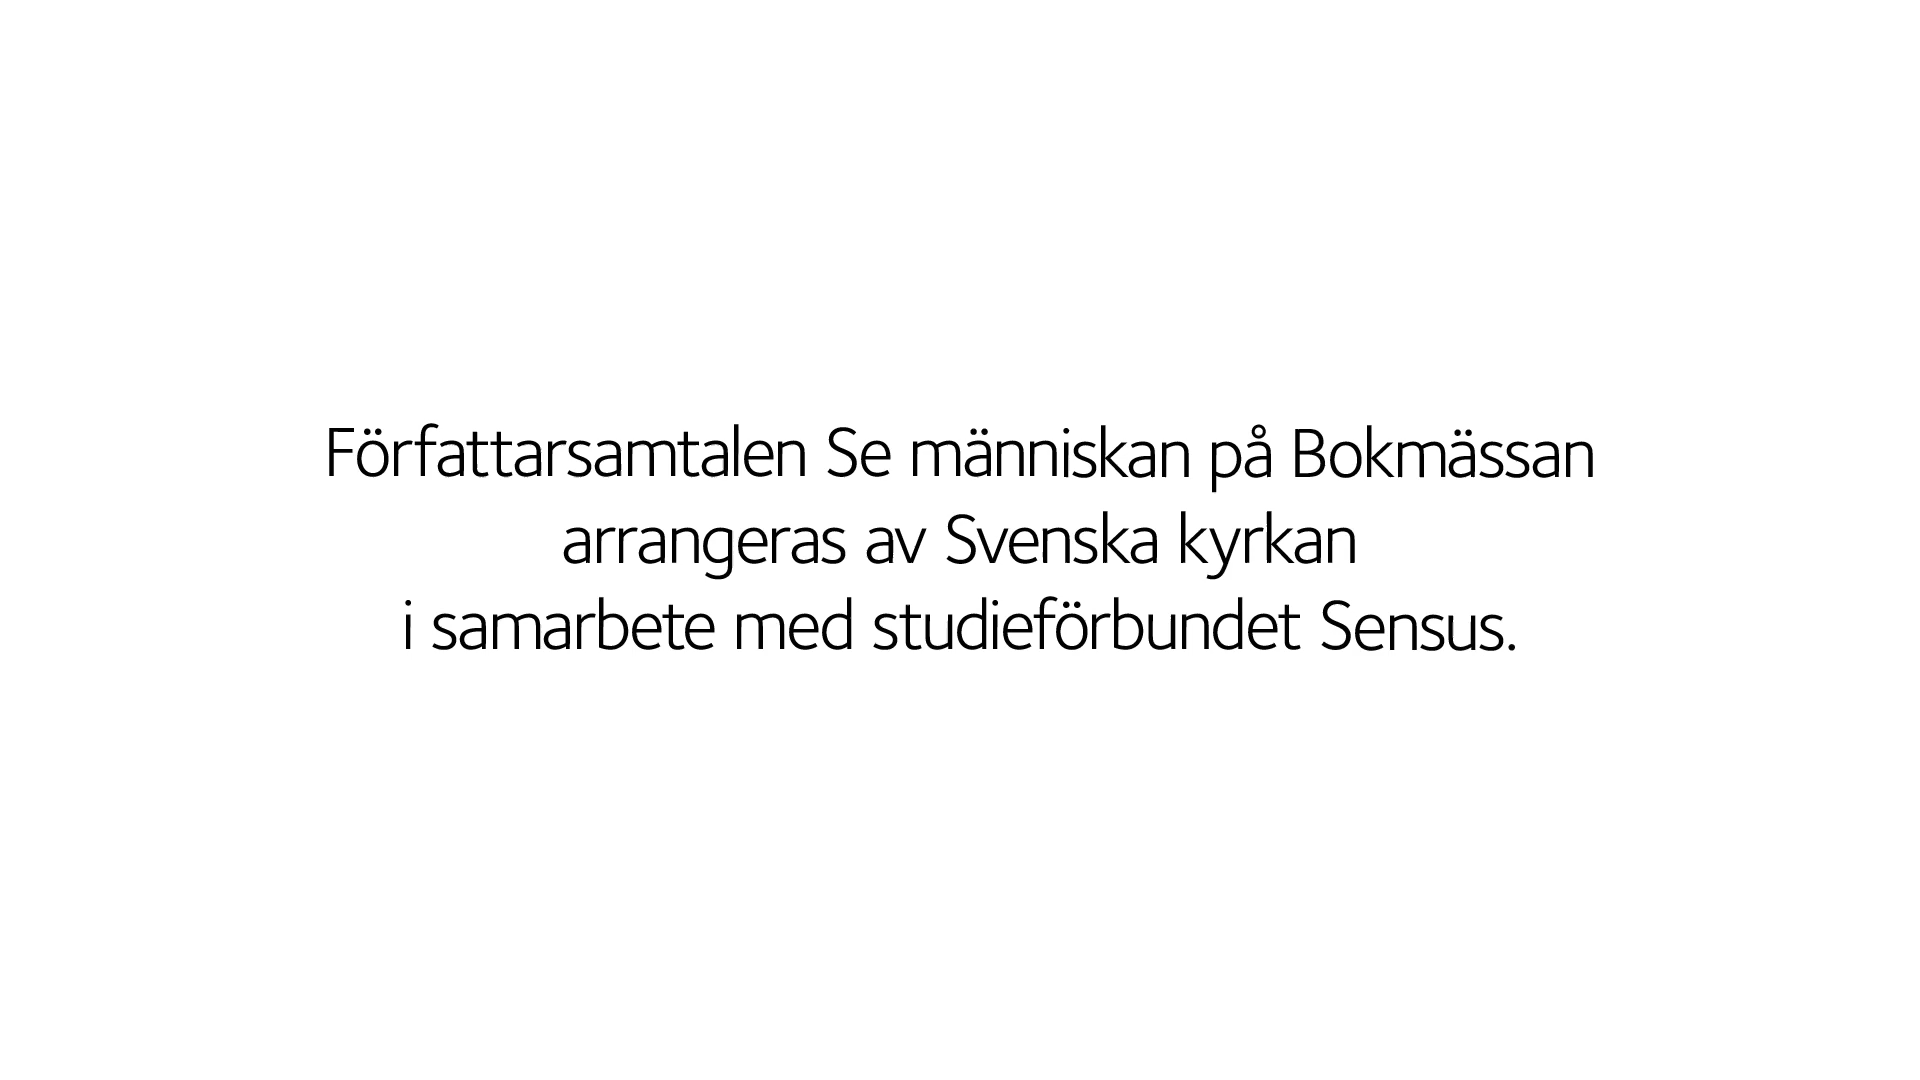 Författarsamtalen Se människan på Bokmässan
arrangeras av Svenska kyrkan
i samarbete med studieförbundet Sensus.